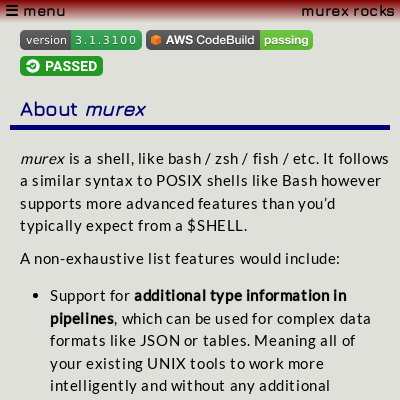 ☰ menu murex rocks
version 3.1.3100 AWS CodeBuild passing
PASSED
About murex
murex is a shell, like bash / zsh / fish / etc. It follows
a similar syntax to POSIX shells like Bash however
supports more advanced features than you’d
typically expect from a $SHELL.
A non-exhaustive list features would include:
• Support for additional type information in
pipelines, which can be used for complex data
formats like JSON or tables. Meaning all of
your existing UNIX tools to work more
intelligently and without any additional